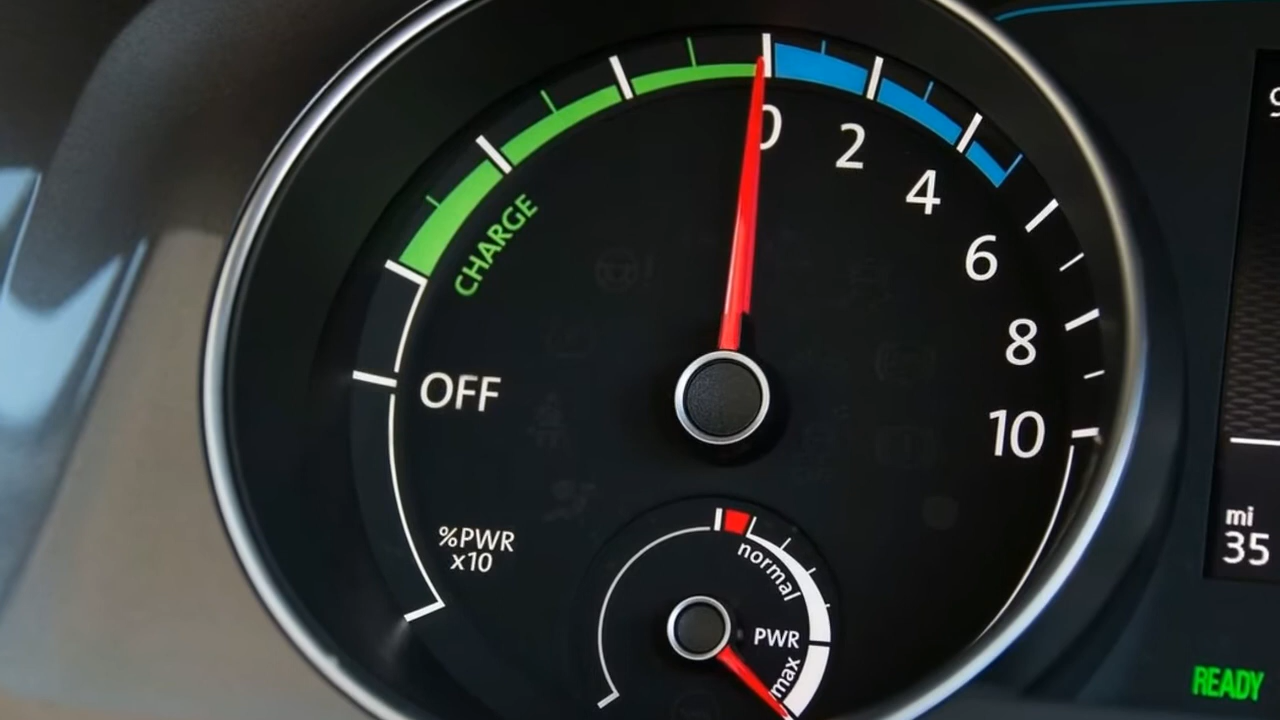 0
2
4
6
8
10
CHARGE
OFF
%PWR
x10
normal
PWR
max
mi
35
READY